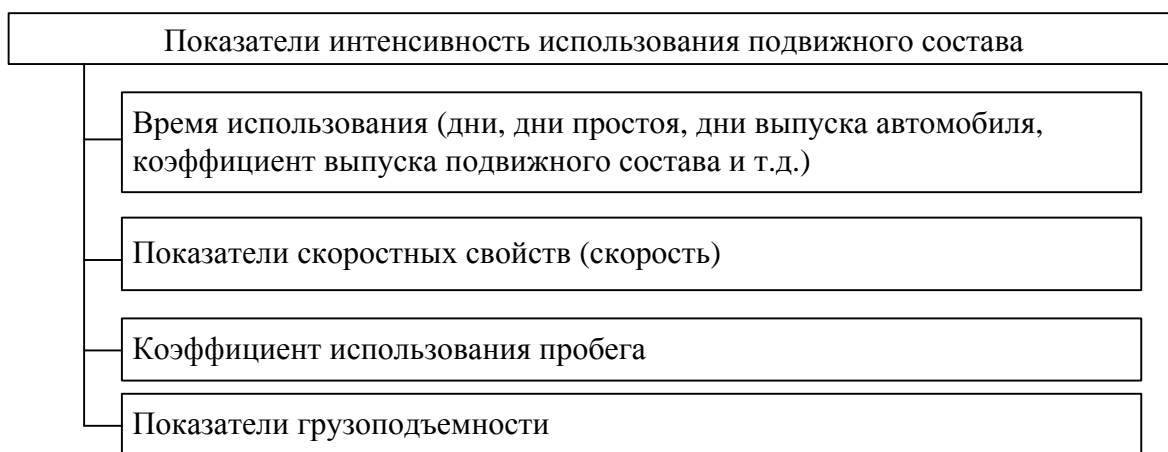 Показатели интенсивность использования подвижного состава
Время использования (дни, дни простоя, дни выпуска автомобиля,
коэффициент выпуска подвижного состава и т.д.)
Показатели скоростных свойств (скорость)
Коэффициент использования пробега
Показатели грузоподъемности